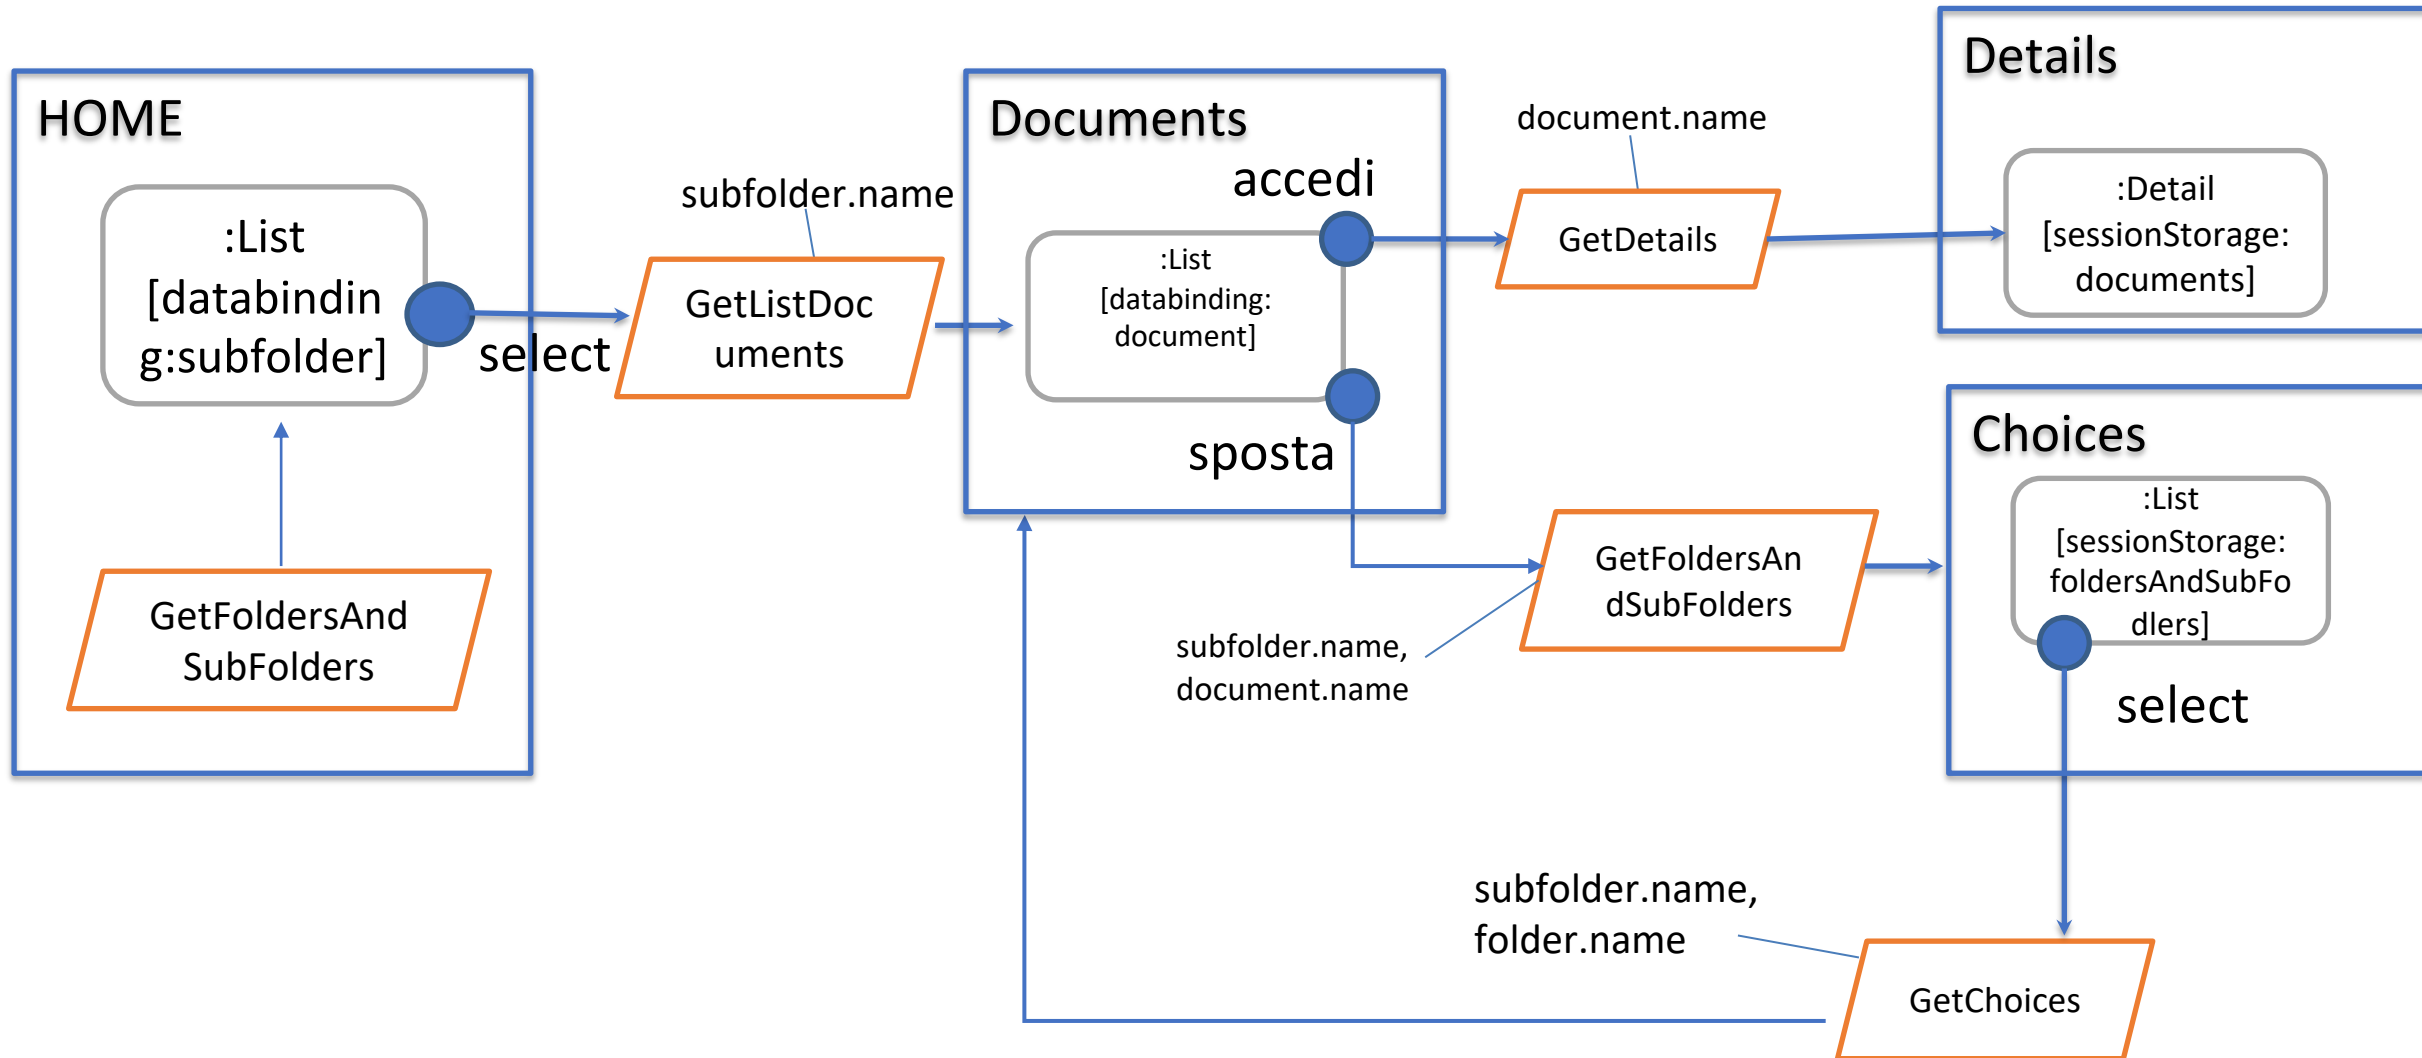 HOME
:List
[databindin
g:subfolder]
select
GetFoldersAnd
SubFolders
subfolder.name
GetListDoc
uments
Documents
accedi
:List
[databinding:
document]
sposta
document.name
GetDetails
Details
:Detail
[sessionStorage:
documents]
subfolder.name,
document.name
GetFoldersAn
dSubFolders
Choices
:List
[sessionStorage:
foldersAndSubFo
dlers]
select
subfolder.name,
folder.name
GetChoices